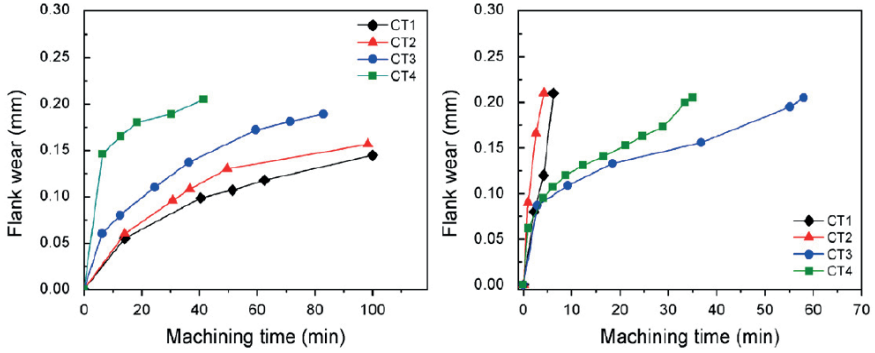 0.30
0.25
0.20
0.15
0.10
0.05
0.00
Flank wear (mm)
CT1
CT2
CT3
CT4
0 20 40 60 80 100
Machining time (min)
0.30
0.25
0.20
0.15
0.10
0.05
0.00
Flank wear (mm)
CT1
CT2
CT3
CT4
0 10 20 30 40 50 60 70
Machining time (min)